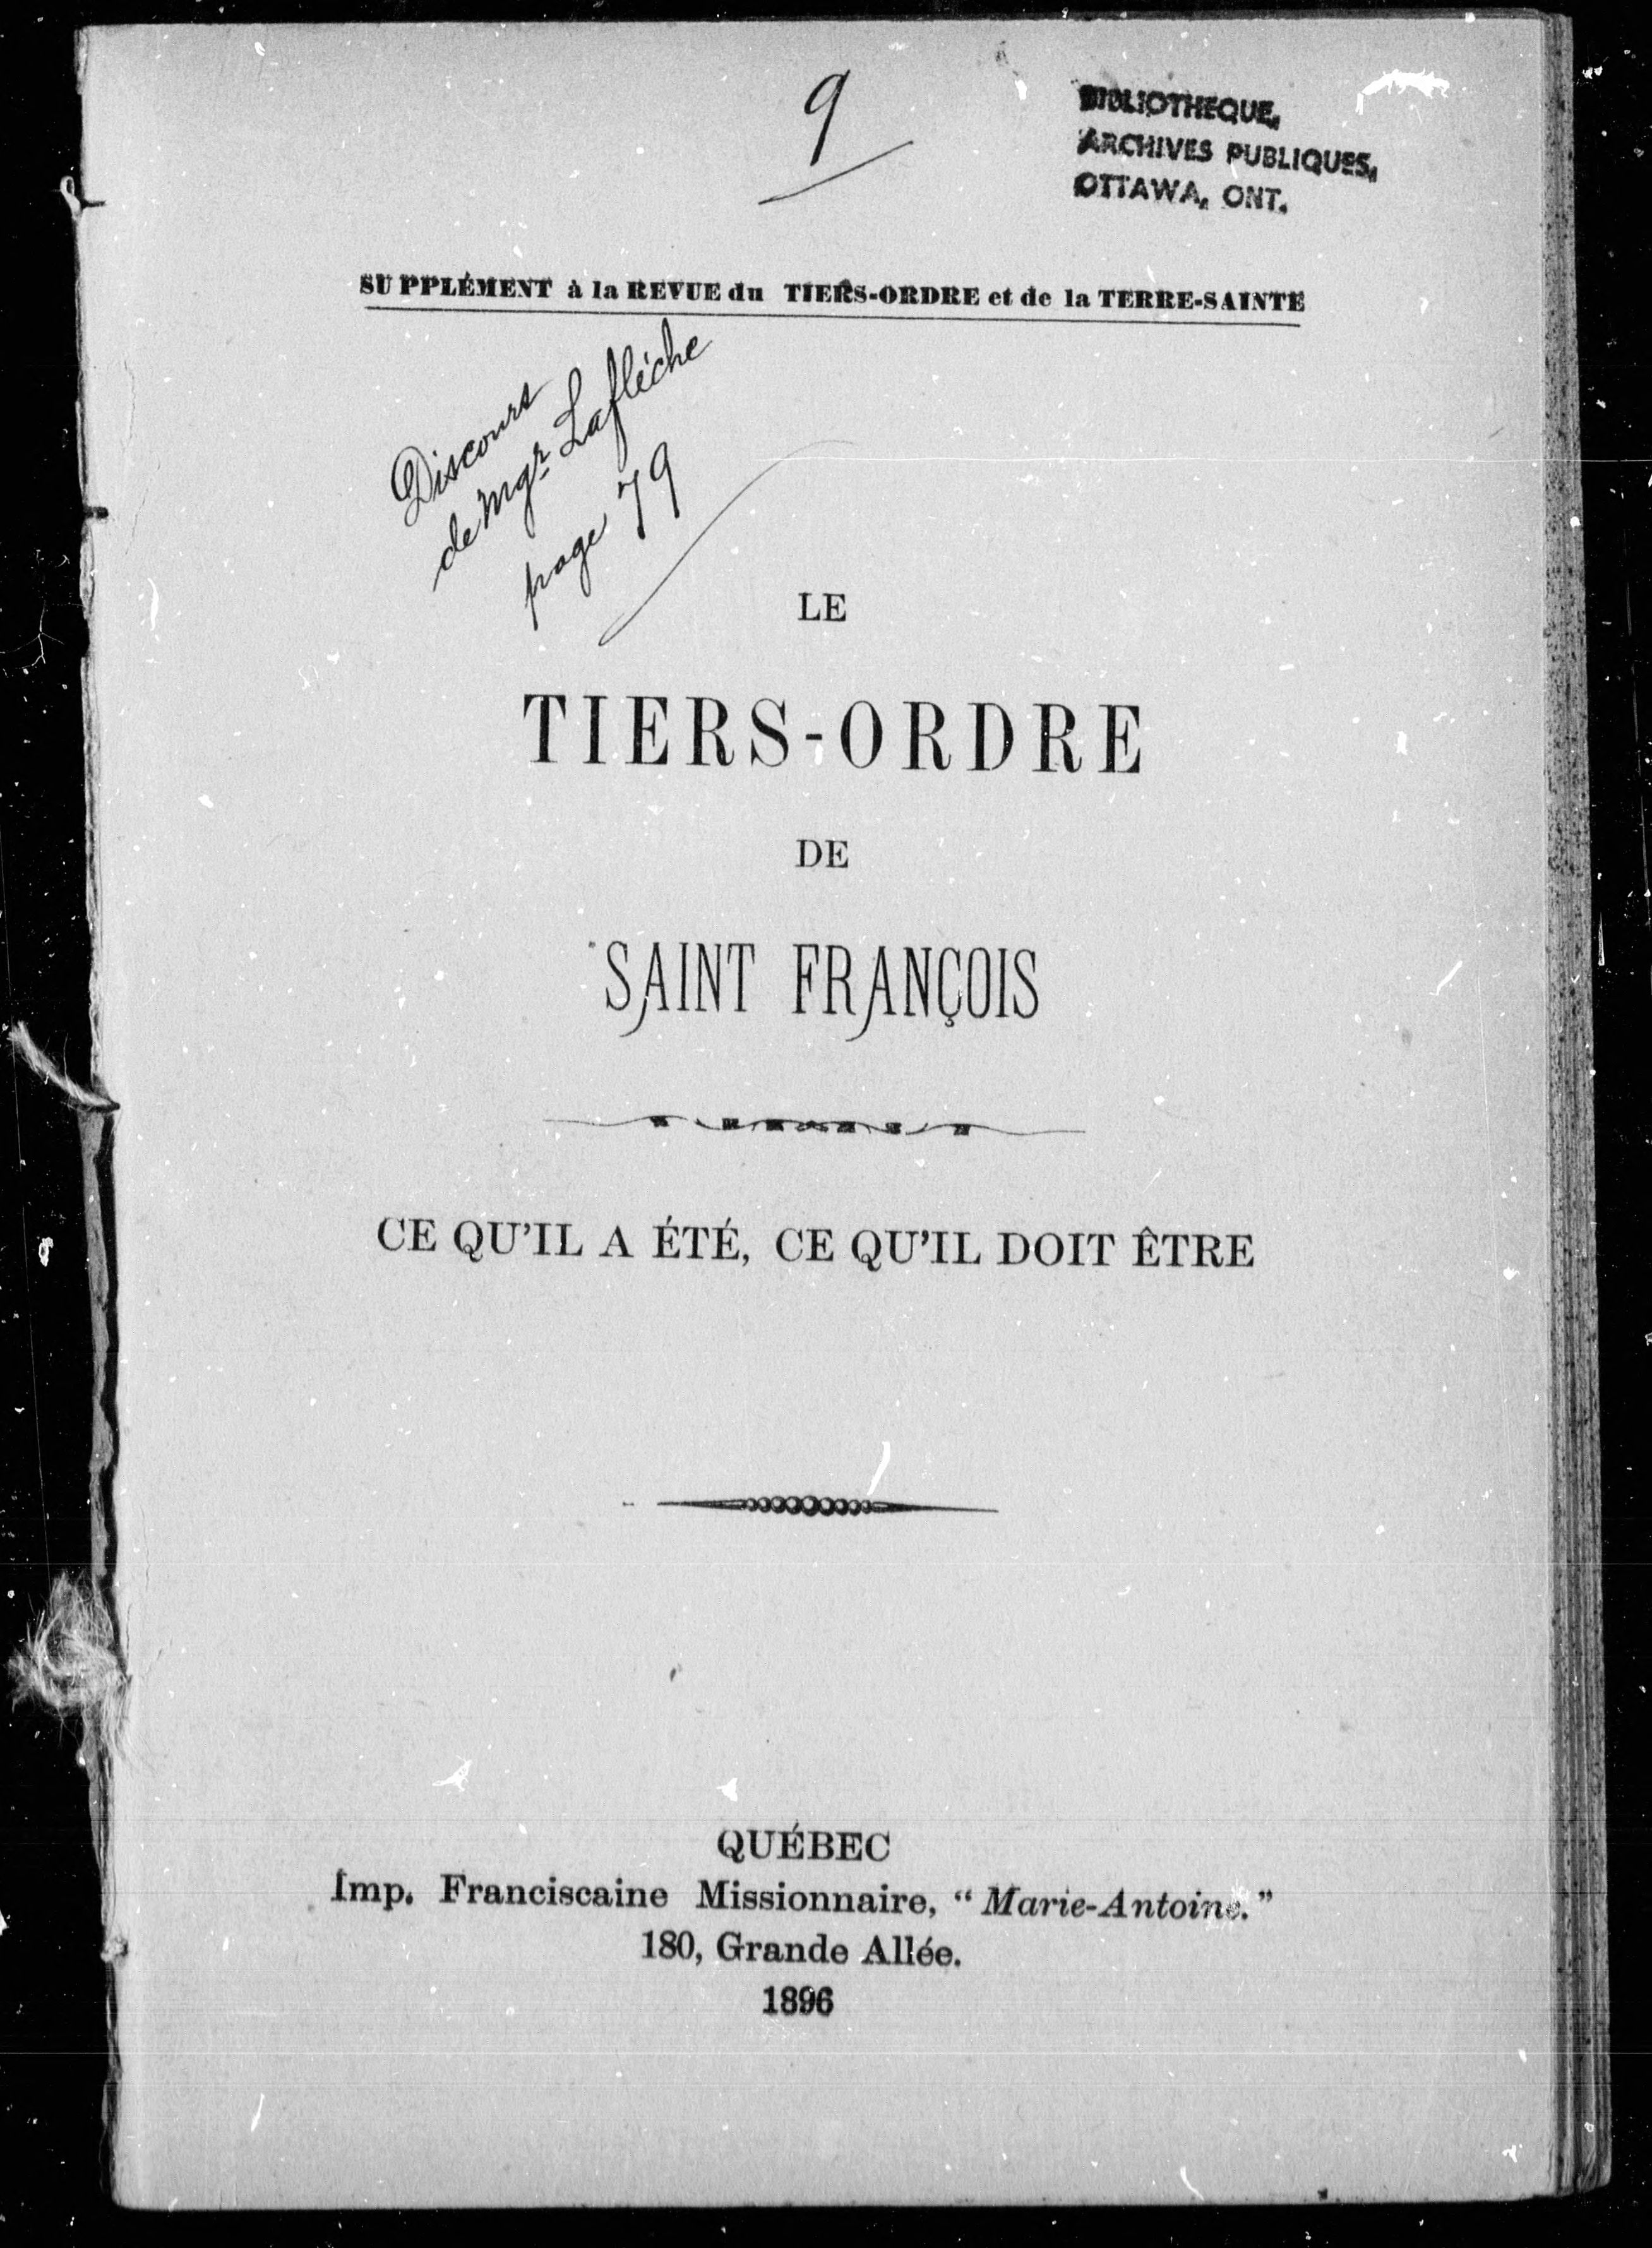 9
BIBLIOTHEQUE,
ARCHIVES PUBLIQUES,
OTTAWA, ONT.
SUPPLÉMENT à la REVUE du TIERS-ORDRE et de la TERRE-SAINTE
Discours
de Mgr Lafléche
page 79
LE
TIERS-ORDRE
DE
SAINT FRANÇOIS
CE QU'IL A ÉTÉ, CE QU'IL DOIT ÊTRE
QUÉBEC
Imp. Franciscaine Missionnaire, “ Marie-Antoine.”
180, Grande Allée.
1896